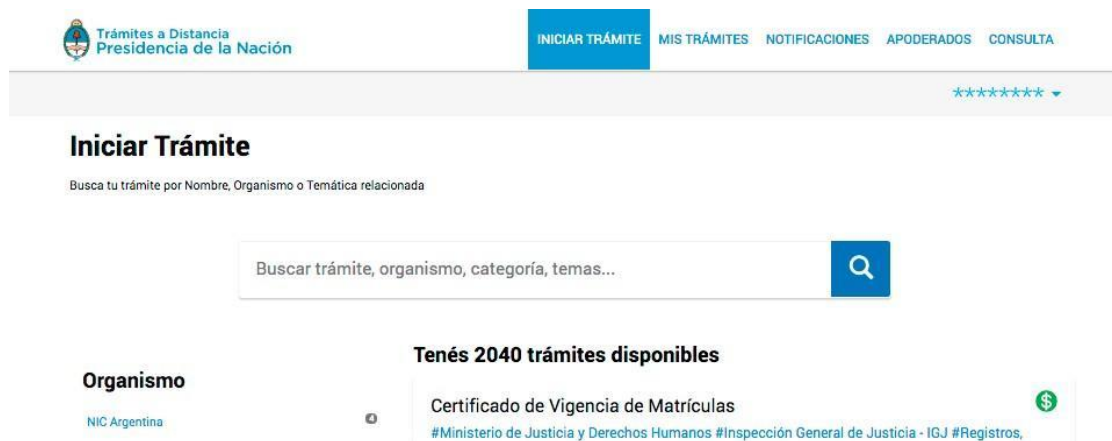 Trámites a Distancia
Presidencia de la Nación
INICIAR TRÁMITE MIS TRÁMITES NOTIFICACIONES APODERADOS CONSULTA
********
Iniciar Trámite
Busca tu trámite por Nombre, Organismo o Temática relacionada
Buscar trámite, organismo, categoría, temas...
Tenés 2040 trámites disponibles
Organismo
NIC Argentina 4
Certificado de Vigencia de Matrículas
$
#Ministerio de Justicia y Derechos Humanos #Inspección General de Justicia - IGJ #Registros,